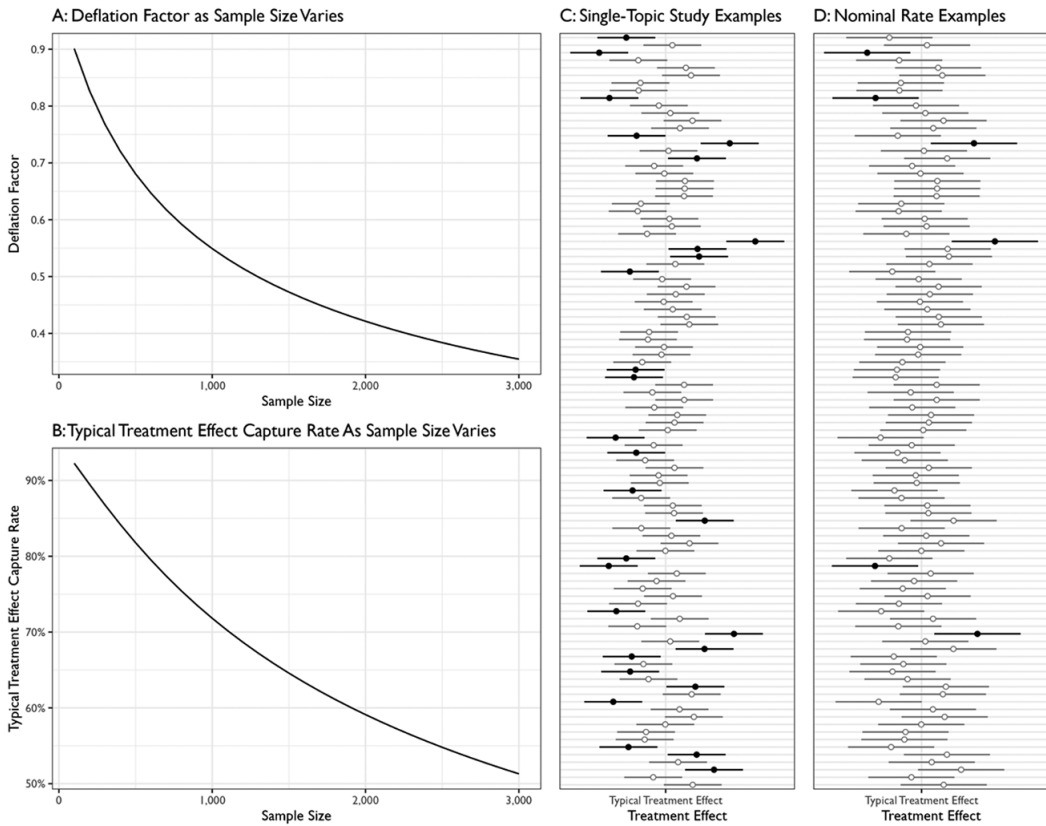 A: Deflation Factor as Sample Size Varies
0.9
0.8
0.7
0.6
0.5
0.4
Deflation Factor
0
1,000
2,000
3,000
Sample Size
B: Typical Treatment Effect Capture Rate As Sample Size Varies
90%
80%
70%
60%
50%
Typical Treatment Effect Capture Rate
0
1,000
2,000
3,000
Sample Size
C: Single-Topic Study Examples
Typical Treatment Effect
Treatment Effect
D: Nominal Rate Examples
Typical Treatment Effect
Treatment Effect